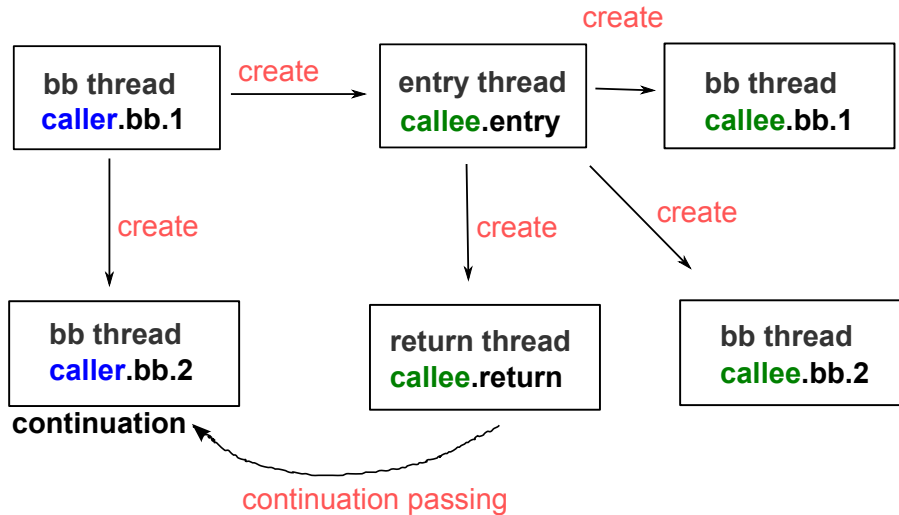 create
bb thread
caller.bb.1
create
entry thread
callee.entry
bb thread
callee.bb.1
create
create
create
bb thread
caller.bb.2
return thread
callee.return
bb thread
callee.bb.2
continuation
continuation passing